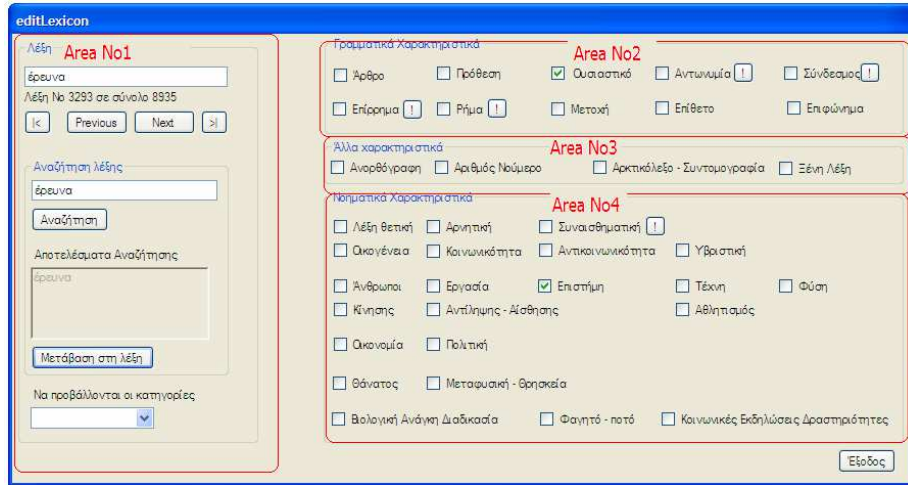 editLexicon
Λέξη Area No1
έρευνα
Λέξη Νο 3293 σε σύνολο 8935
|< Previous Next >|
Αναζήτηση λέξης
έρευνα
Αναζήτηση
Αποτελέσματα Αναζήτησης
έρευνα
Μετάβαση στη λέξη
Να προβάλλονται οι κατηγορίες
Γραμματικά Χαρακτηριστικά Area No2
Άρθρο Πρόθεση Ουσιαστικό Αντωνυμία ! Σύνδεσμος !
Επίρρημα ! Ρήμα ! Μετοχή Επίθετο Επιφώνημα
Άλλα χαρακτηριστικά Area No3
Ανορθόγραφη Αριθμός Νούμερο Αρκτικόλεξο - Συντομογραφία Ξένη Λέξη
Νοηματικά Χαρακτηριστικά Area No4
Λέξη θετική Αρνητική Συναισθηματική !
Οικογένεια Κοινωνικότητα Αντικοινωνικότητα Υβριστική
Άνθρωποι Εργασία Επιστήμη Τέχνη Φύση
Κίνησης Αντίληψης - Αίσθησης Αθλητισμός
Οικονομία Πολιτική
Θάνατος Μεταφυσική - Θρησκεία
Βιολογική Ανάγκη Διαδικασία Φαγητό - ποτό Κοινωνικές Εκδηλώσεις Δραστηριότητες
Έξοδος